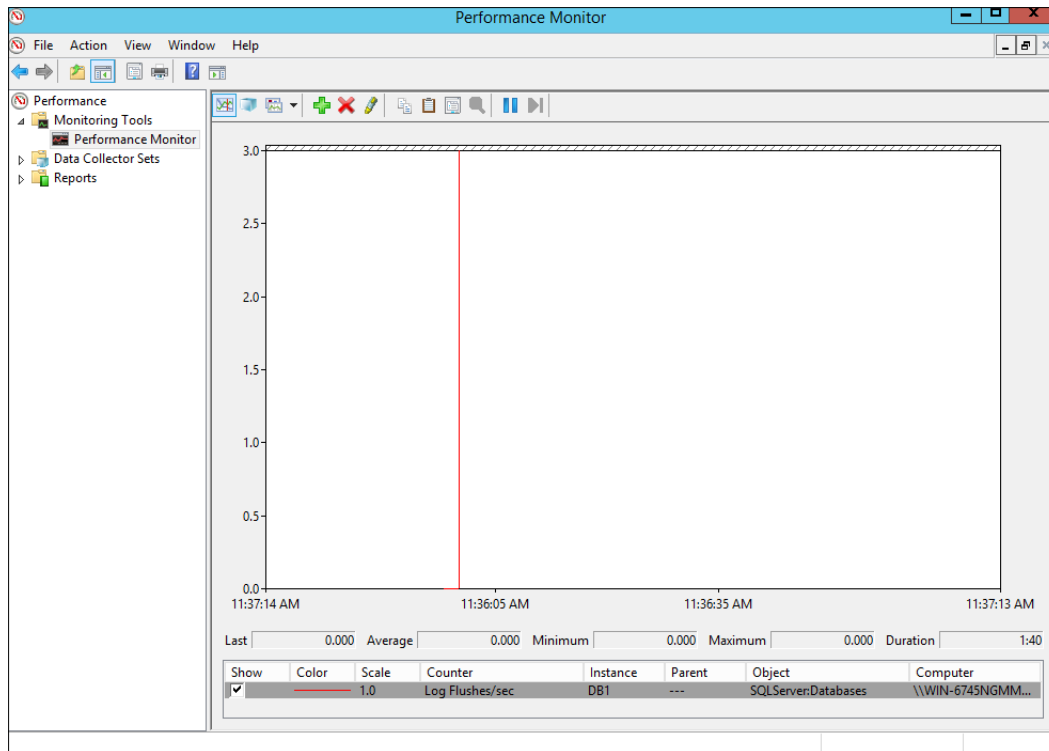 Performance Monitor
File Action View Window Help
Performance
Monitoring Tools
Performance Monitor
Data Collector Sets
Reports
3.0
2.5
2.0
1.5
1.0
0.5
0.0
11:37:14 AM 11:36:05 AM 11:36:35 AM 11:37:13 AM
Last 0.000 Average 0.000 Minimum 0.000 Maximum 0.000 Duration 1:40
Show Color Scale Counter Instance Parent Object Computer
1.0 Log Flushes/sec DB1 --- SQLServer:Databases \\WIN-6745NGMM...